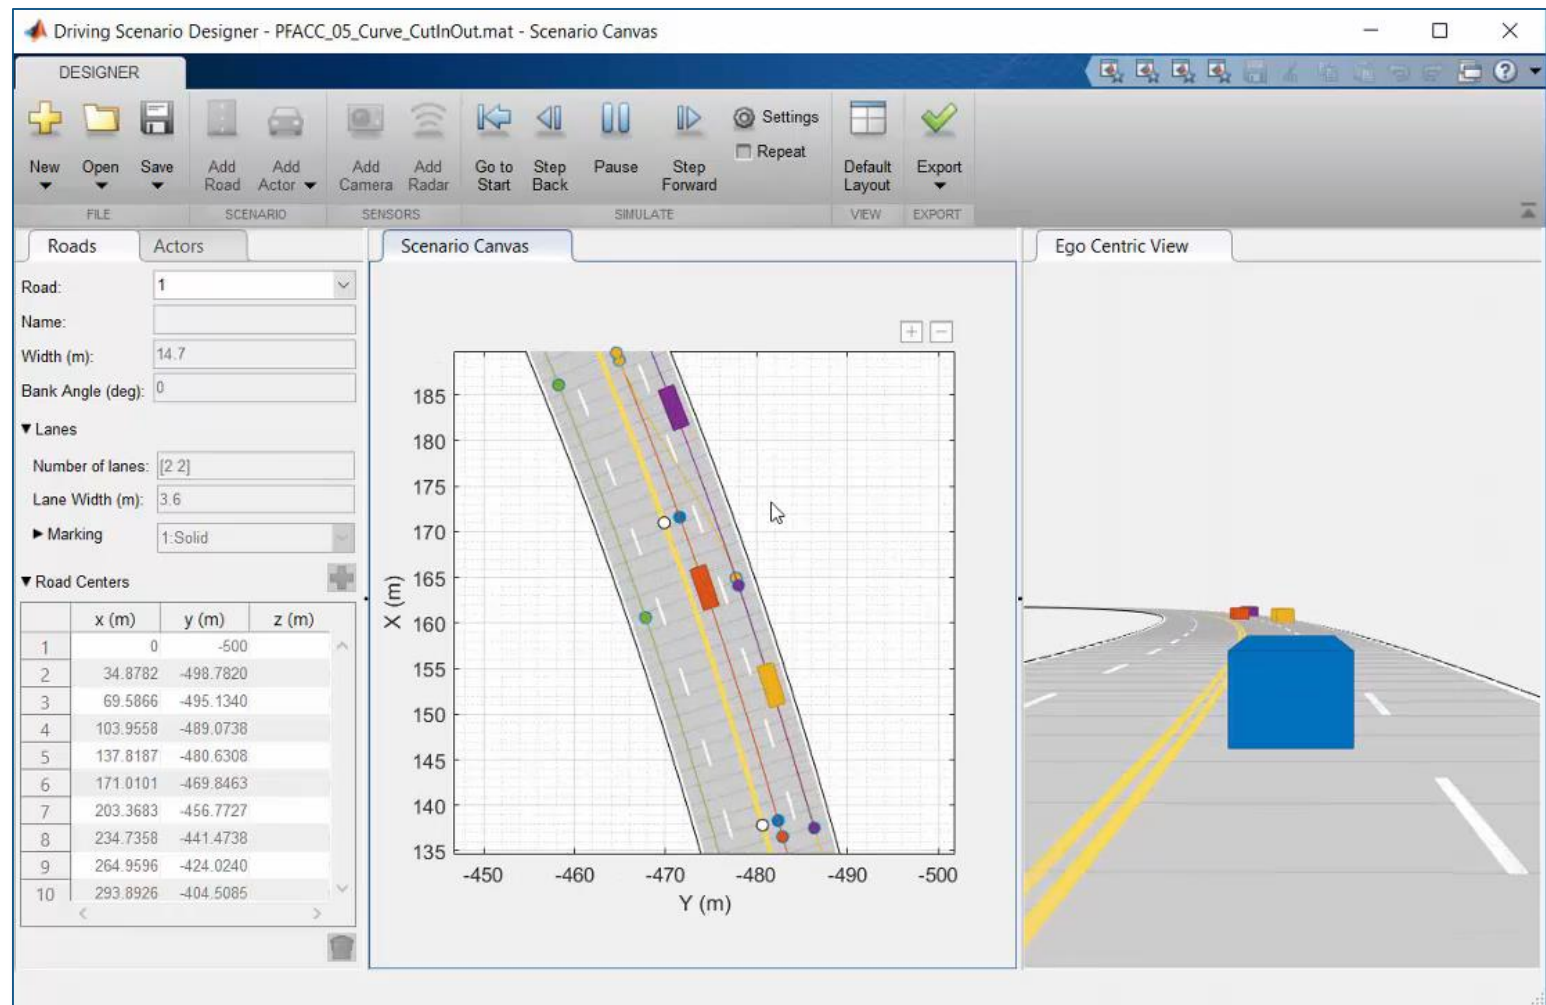 Driving Scenario Designer - PFACC_05_Curve_CutInOut.mat - Scenario Canvas
DESIGNER
New Open Save Add Road Add Actor Add Camera Add Radar Go to Start Step Back Pause Step Forward Settings Default Layout Export
Repeat
FILE SCENARIO SENSORS SIMULATE VIEW EXPORT
Roads Actors
Road: 1
Name:
Width (m): 14.7
Bank Angle (deg): 0
Lanes
Number of lanes: [2 2]
Lane Width (m): 3.6
Marking 1:Solid
Road Centers
x (m) y (m) z (m)
1 0 -500
2 34.8782 -498.7820
3 69.5866 -495.1340
4 103.9558 -489.0738
5 137.8187 -480.6308
6 171.0101 -469.8463
7 203.3683 -456.7727
8 234.7358 -441.4738
9 264.9596 -424.0240
10 293.8926 -404.5085
Scenario Canvas
185
180
175
170
165
160
155
150
145
140
135
X (m)
-450 -460 -470 -480 -490 -500
Y (m)
Ego Centric View